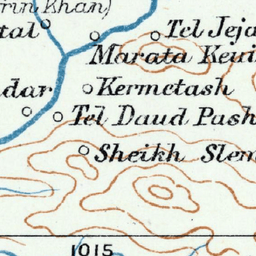 rin Khan)
tal
Tel Jeja
Marata Keui
Kermetash
dar
Tel Daud Pash
Sheikh Slem
1015